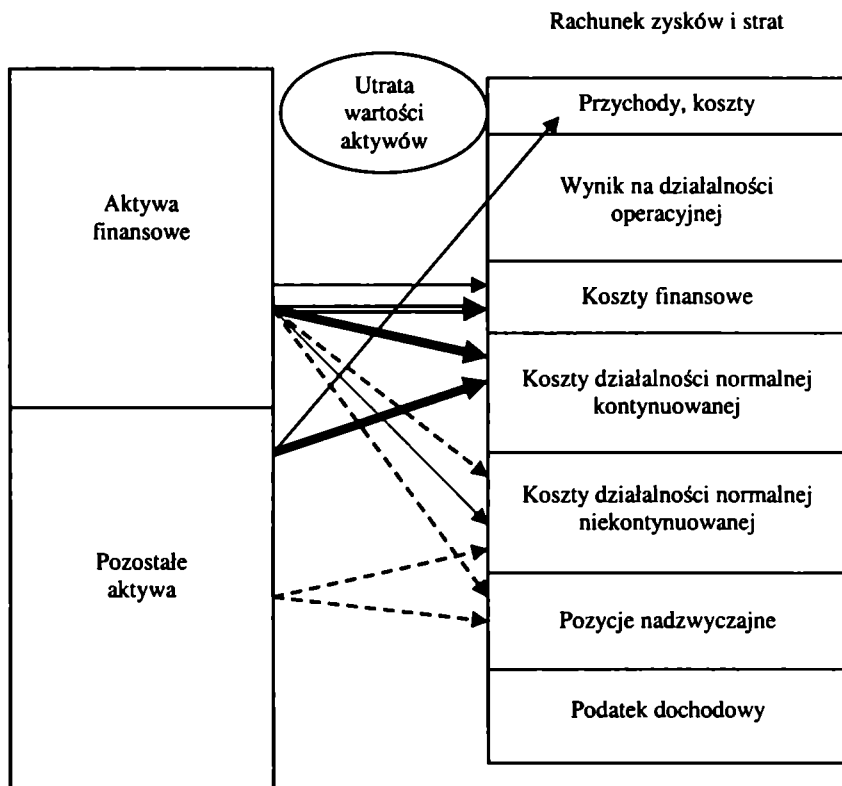 Rachunek zysków i strat
Utrata
wartości
aktywów
Aktywa
finansowe
Pozostałe
aktywa
Przychody, koszty
Wynik na działalności
operacyjnej
Koszty finansowe
Koszty działalności normalnej
kontynuowanej
Koszty działalności normalnej
niekontynuowanej
Pozycje nadzwyczajne
Podatek dochodowy